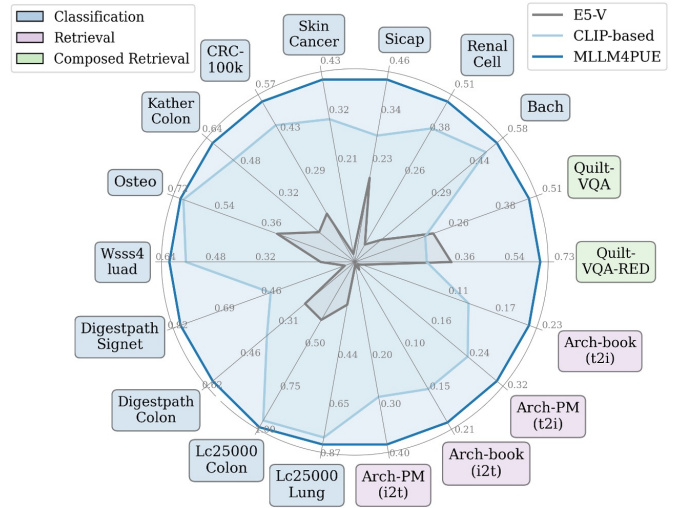 Classification
Retrieval
Composed Retrieval
E5-V
CLIP-based
MLLM4PUE
Skin
Cancer
Sicap
Renal
Cell
Bach
Quilt-
VQA
Quilt-
VQA-RED
Arch-book
(t2i)
Arch-PM
(t2i)
Arch-book
(i2t)
Arch-PM
(i2t)
Lc25000
Lung
Lc25000
Colon
Digestpath
Colon
Digestpath
Signet
Wsss4
luad
Osteo
Kather
Colon
CRC-
100k
0.43
0.32
0.21
0.46
0.34
0.23
0.51
0.38
0.26
0.58
0.44
0.29
0.51
0.38
0.26
0.73
0.54
0.36
0.23
0.17
0.11
0.32
0.24
0.16
0.21
0.15
0.10
0.40
0.30
0.20
0.87
0.65
0.44
0.75
0.50
0.46
0.31
0.69
0.46
0.64
0.48
0.32
0.54
0.36
0.64
0.48
0.32
0.57
0.43
0.29